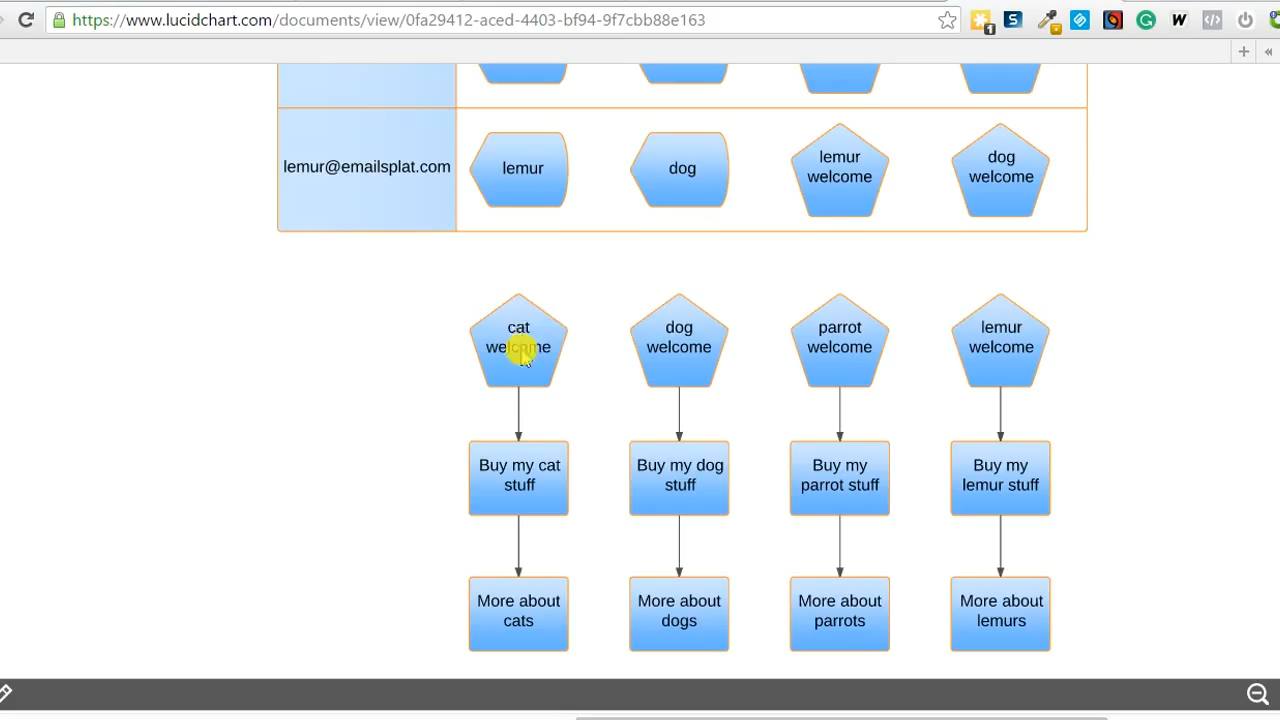 https://www.lucidchart.com/documents/view/0fa29412-aced-4403-bf94-9f7cbb88e163
1
S
W
lemur@emailsplat.com
lemur
dog
lemur
welcome
dog
welcome
cat
welcome
dog
welcome
parrot
welcome
lemur
welcome
Buy my cat
stuff
Buy my dog
stuff
Buy my
parrot stuff
Buy my
lemur stuff
More about
cats
More about
dogs
More about
parrots
More about
lemurs